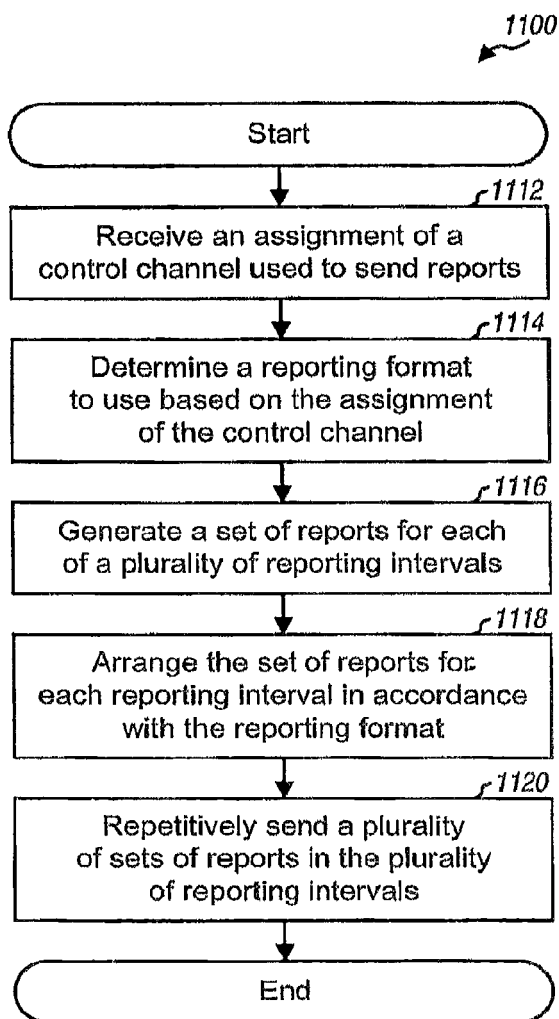 1100
Start
1112
Receive an assignment of a
control channel used to send reports
1114
Determine a reporting format
to use based on the assignment
of the control channel
1116
Generate a set of reports for each
of a plurality of reporting intervals
1118
Arrange the set of reports for
each reporting interval in accordance
with the reporting format
1120
Repetitively send a plurality
of sets of reports in the plurality
of reporting intervals
End